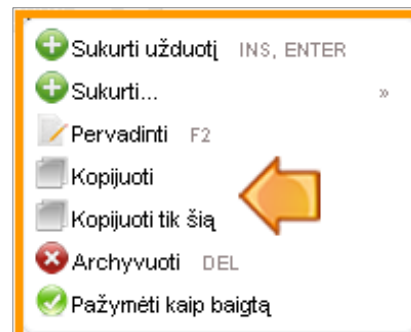 Sukurti užduotį INS, ENTER
Sukurti... »
Pervadinti F2
Kopijuoti
Kopijuoti tik šią
Archyvuoti DEL
Pažymėti kaip baigtą